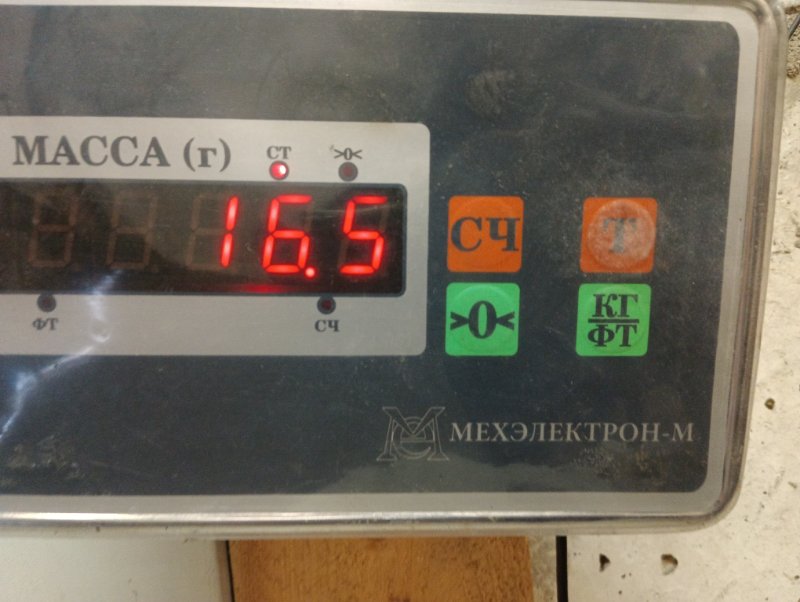 МАССА (г)
СТ
>0<
16.5
ФТ
СЧ
СЧ
Т
>0<
КГ
ФТ
МЕХЭЛЕКТРОН-М